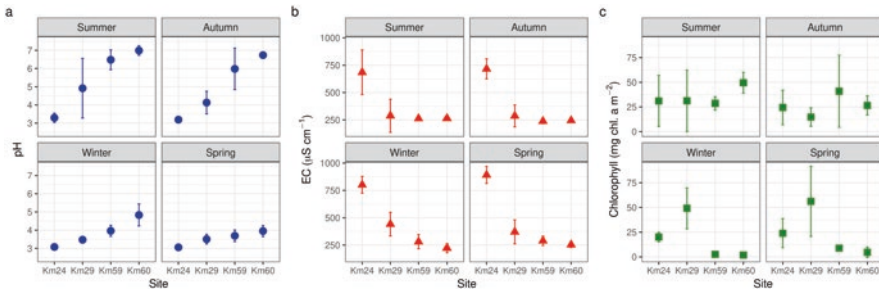 a
Summer
Autumn
7
6
5
4
3
Winter
Spring
7
6
5
4
3
pH
Km24 Km29 Km59 Km60
Km24 Km29 Km59 Km60
Site
b
Summer
Autumn
1000
750
500
250
Winter
Spring
1000
750
500
250
EC (µS cm⁻¹)
Km24 Km29 Km59 Km60
Km24 Km29 Km59 Km60
Site
c
Summer
Autumn
75
50
25
0
Winter
Spring
75
50
25
0
Chlorophyll (mg chl. a m⁻²)
Km24 Km29 Km59 Km60
Km24 Km29 Km59 Km60
Site